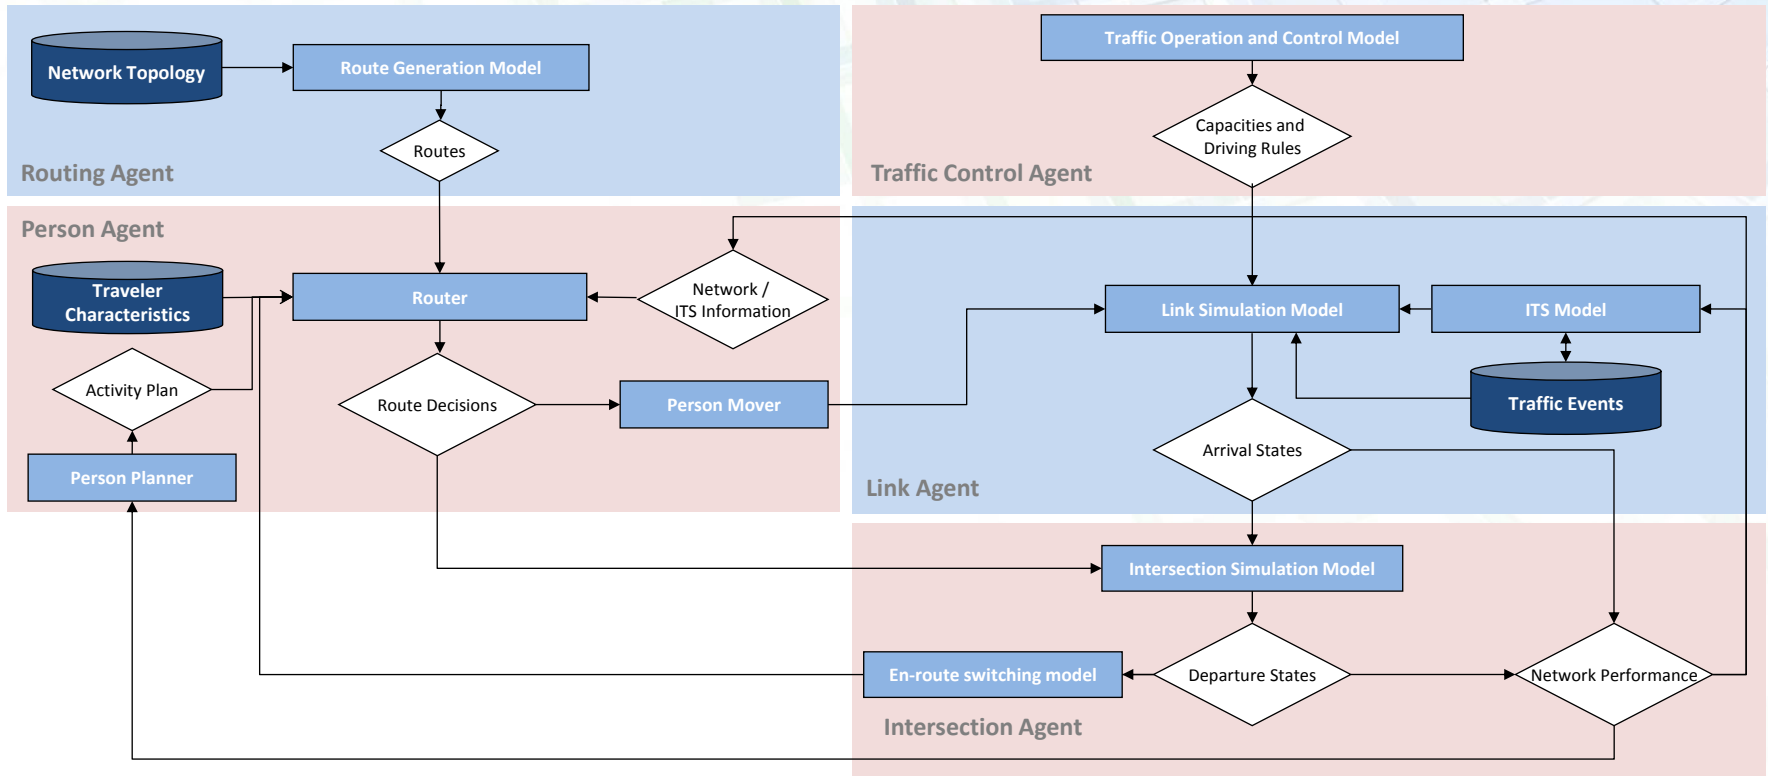 Network Topology
Route Generation Model
Routes
Routing Agent
Traffic Operation and Control Model
Capacities and
Driving Rules
Traffic Control Agent
Person Agent
Traveler
Characteristics
Router
Network /
ITS Information
Activity Plan
Route Decisions
Person Mover
Person Planner
Link Simulation Model
ITS Model
Traffic Events
Arrival States
Link Agent
Intersection Simulation Model
En-route switching model
Departure States
Network Performance
Intersection Agent